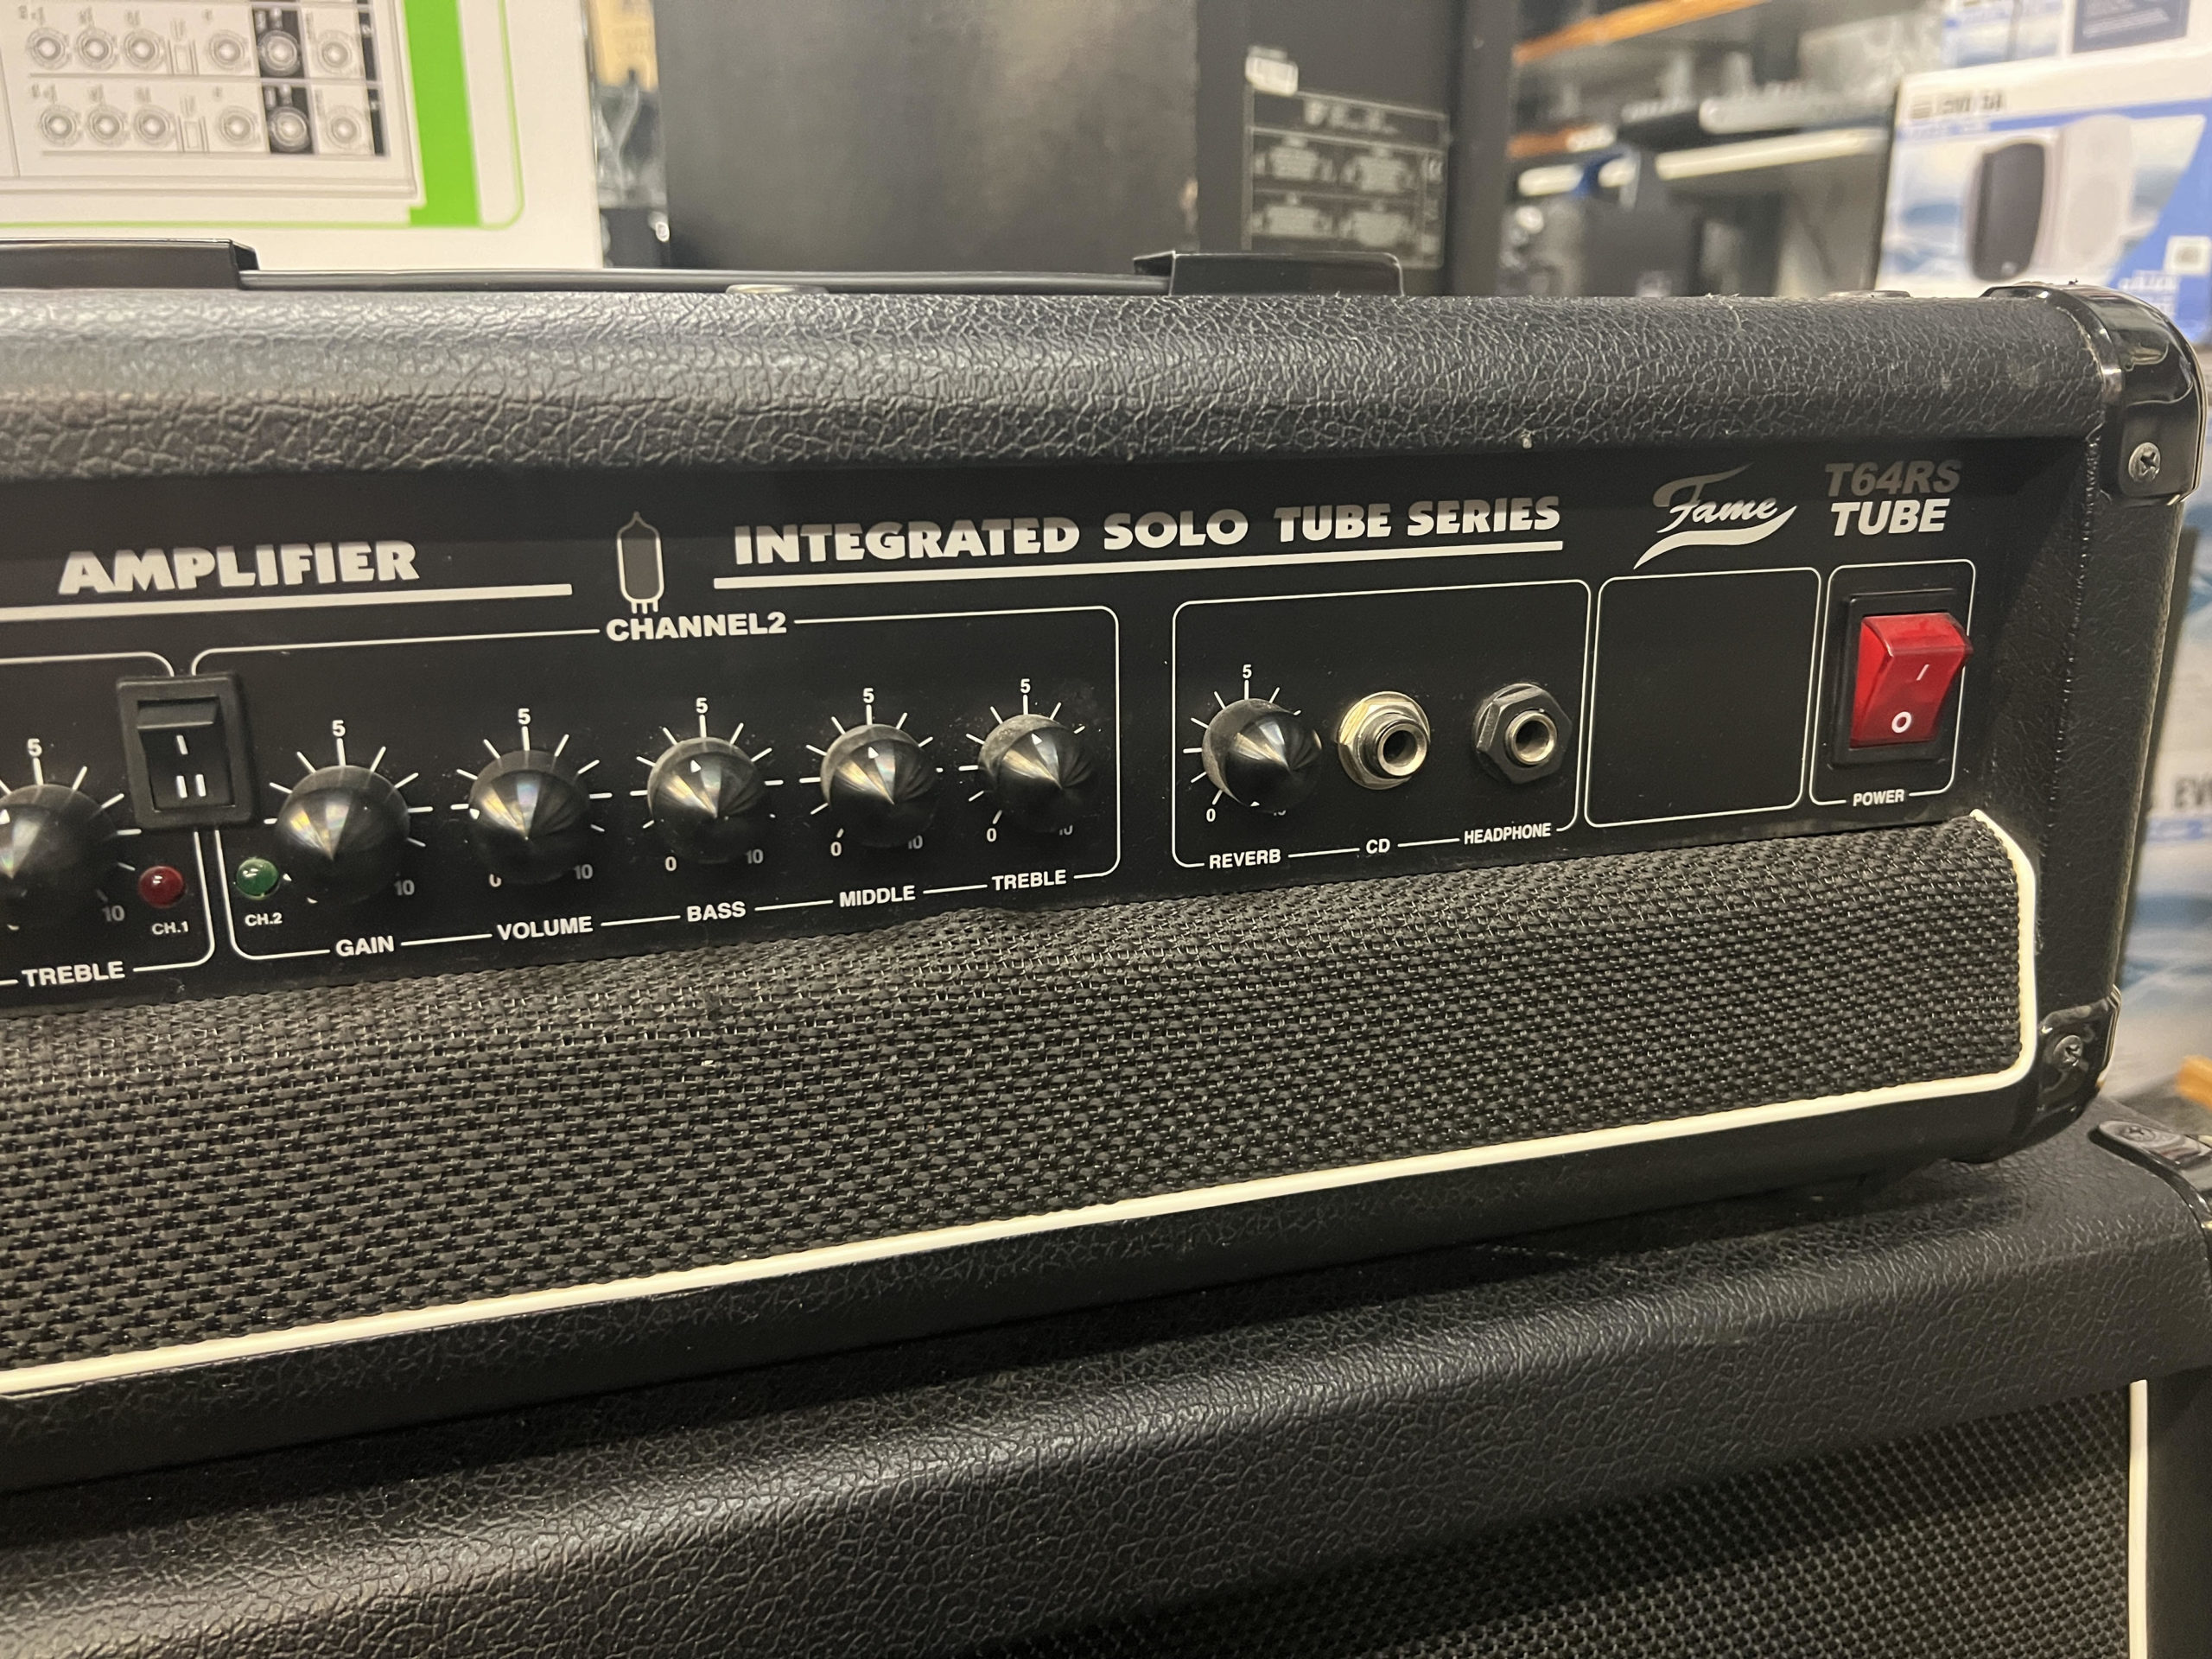 AMPLIFIER
INTEGRATED SOLO TUBE SERIES
Fame
T64RS
TUBE
CHANNEL2
5
5
5
5
5
5
5
I
II
I
O
10
CH.1
CH.2
10
0
10
0
10
0
10
0
10
0
TREBLE
GAIN
VOLUME
BASS
MIDDLE
TREBLE
REVERB
CD
HEADPHONE
POWER